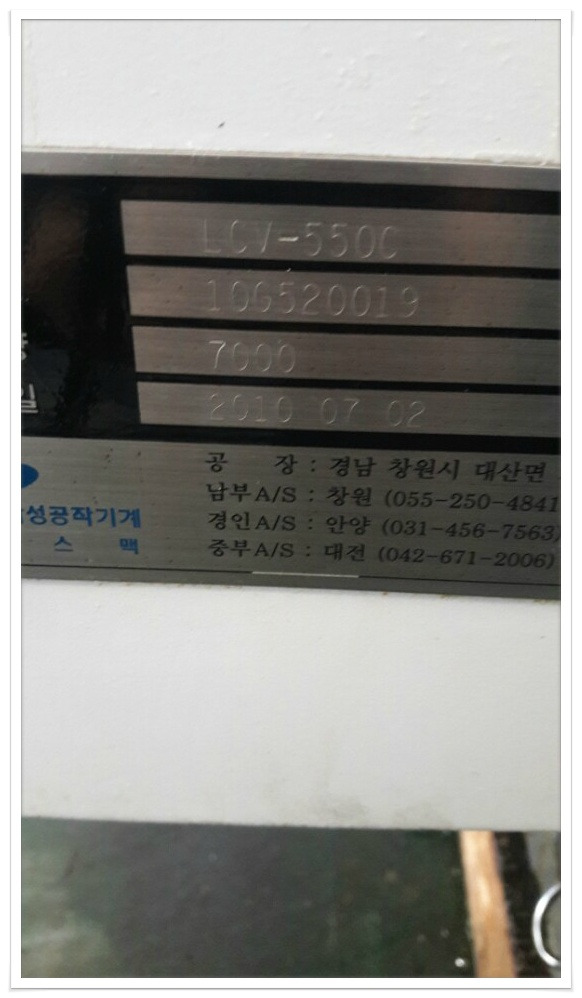 LCV-550C
10G520019
7000
일 2010 07 02
공 장 : 경남 창원시 대산면
남부A/S : 창원 (055-250-4841
경인A/S : 안양 (031-456-7563)
중부A/S : 대전 (042-671-2006)
성공작기계
스 맥